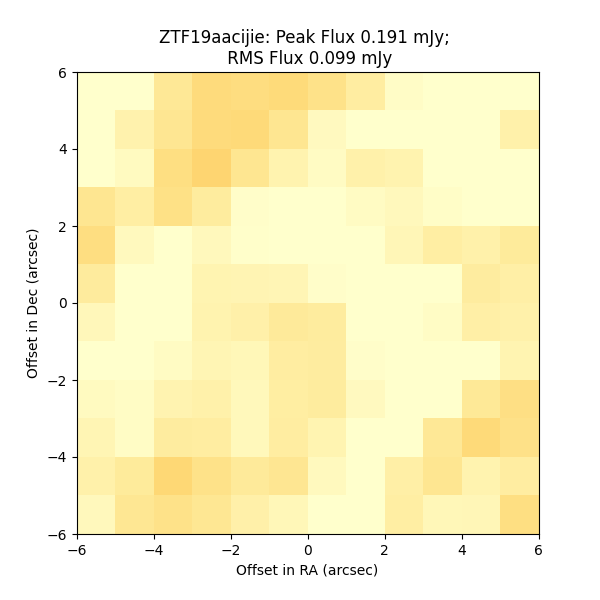 ZTF19aacijie: Peak Flux 0.191 mJy;
RMS Flux 0.099 mJy
6
4
2
0
−2
−4
−6
Offset in Dec (arcsec)
−6 −4 −2 0 2 4 6
Offset in RA (arcsec)